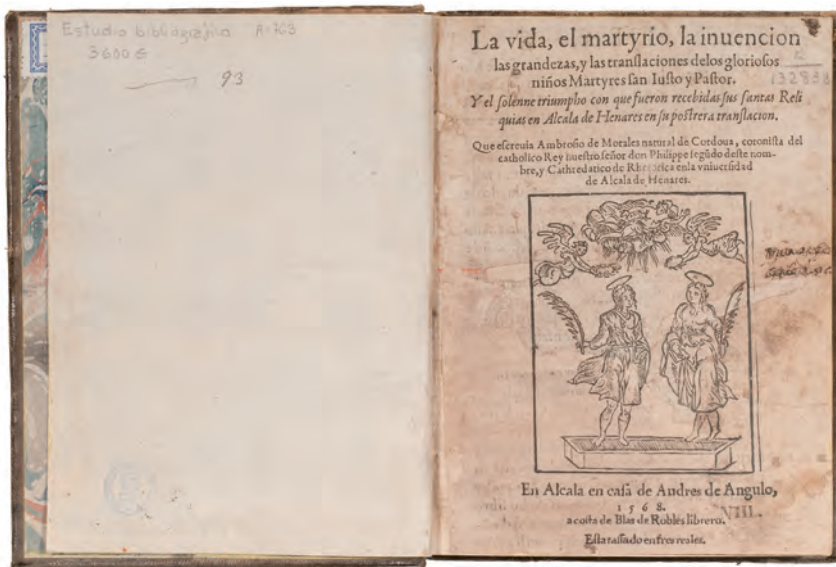 Estudio bibliográfico
93
La vida, el martyrio, la inuencion
las grandezas, y las translaciones delos gloriosos
niños Martyres san Iusto y Pastor.
Y el solenne triumpho con que fueron recebidas sus santas Reli
quias en Alcala de Henares en su postrera translacion.
Que escreuia Ambrosio de Morales natural de Cordoua, coronista del
catholico Rey nuestro señor don Philippe segũdo deste nom-
bre, y Cathredatico de Rhetorica enla vniuersidad
de Alcala de Henares.
En Alcala en casa de Andres de Angulo,
1568.
a costa de Blas de Robles librero.
VIII.
Esta tassado en tres reales.